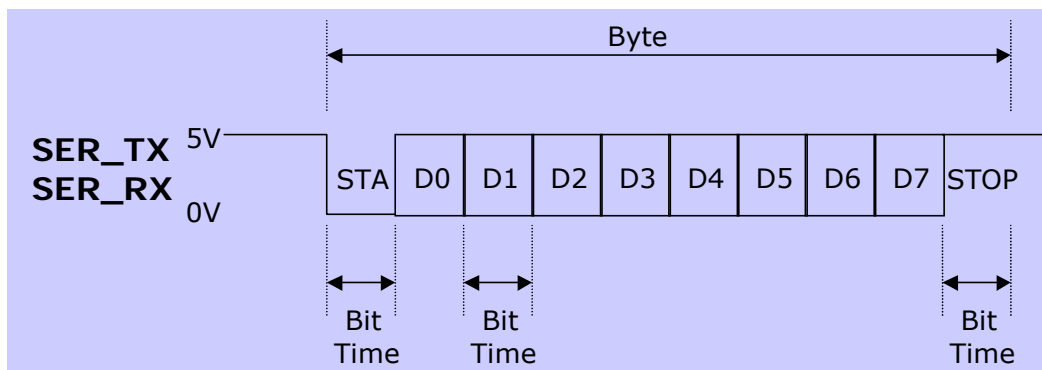 Byte
5V
SER_TX
SER_RX
0V
STA D0 D1 D2 D3 D4 D5 D6 D7 STOP
Bit Bit Bit
Time Time Time